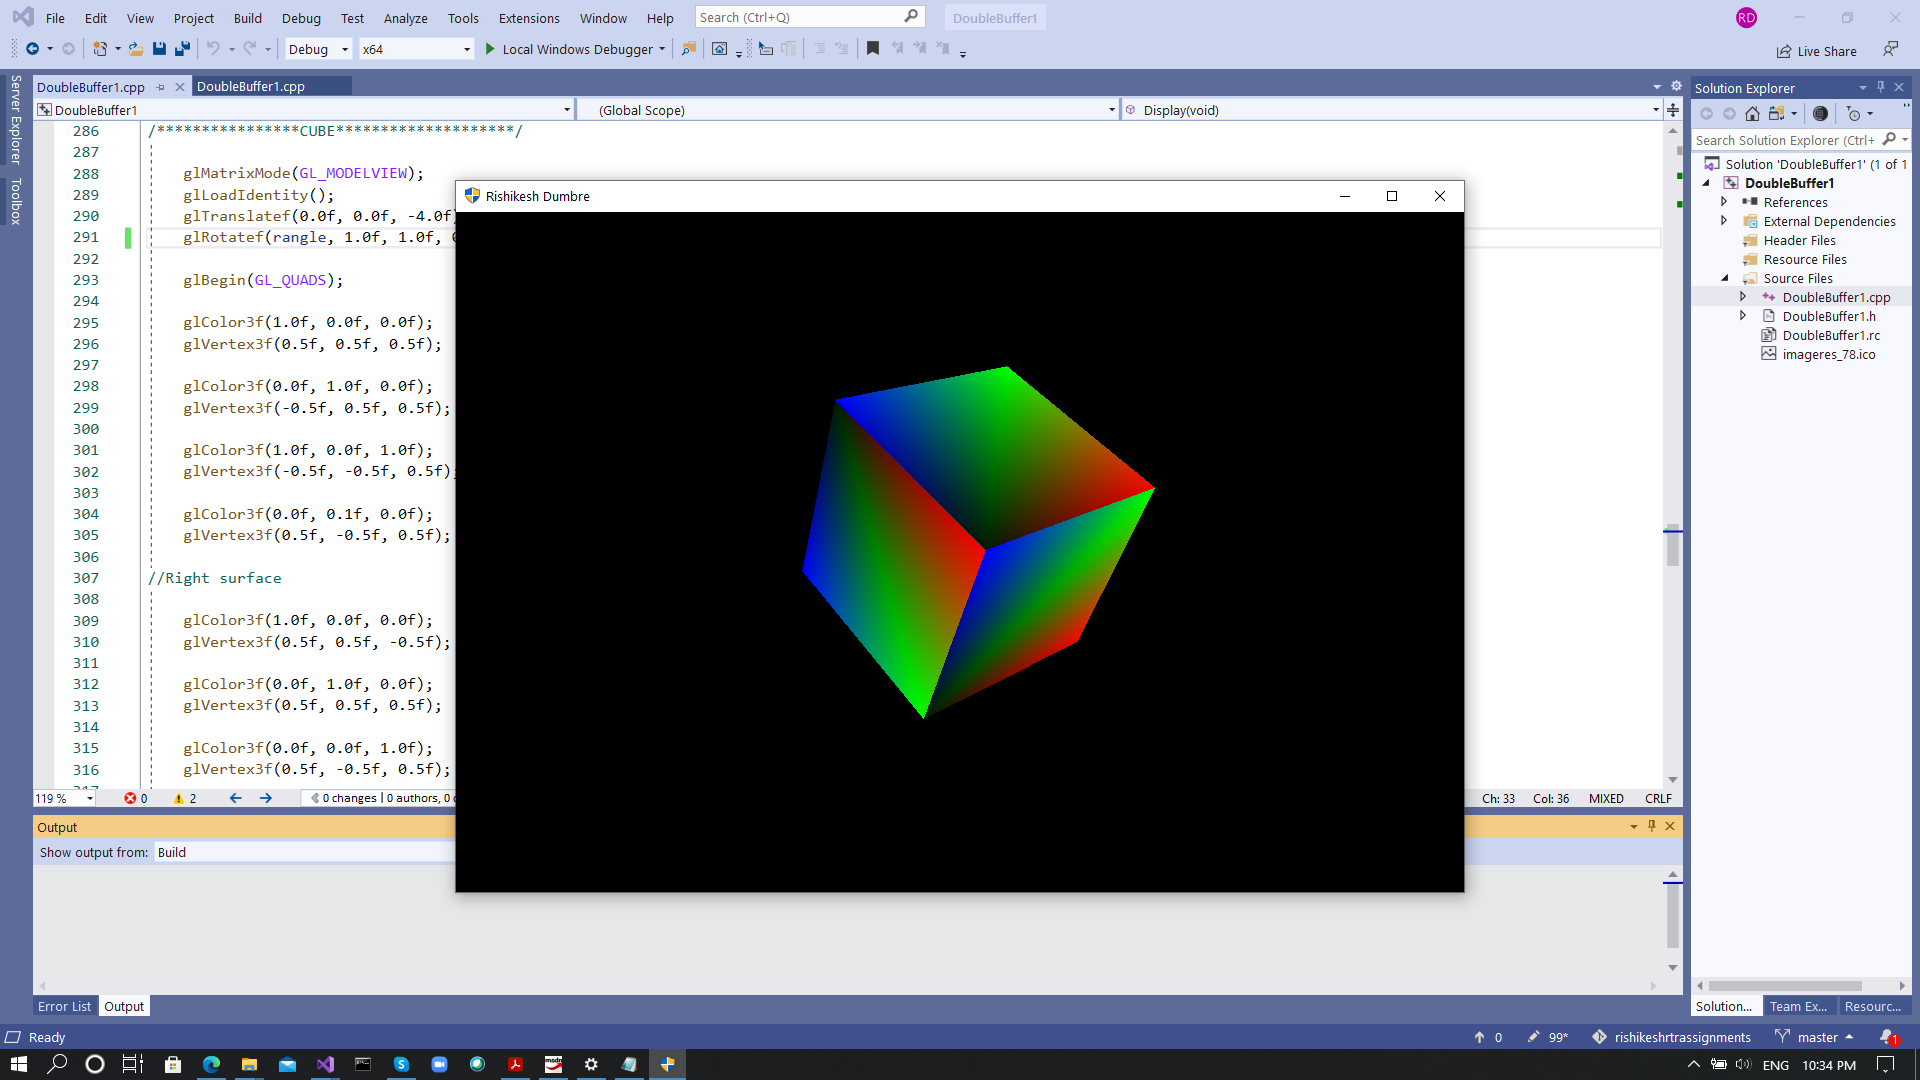 File Edit View Project Build Debug Test Analyze Tools Extensions Window Help Search (Ctrl+Q) DoubleBuffer1 RD
Debug x64 Local Windows Debugger Live Share
Server Explorer
Toolbox
DoubleBuffer1.cpp DoubleBuffer1.cpp
DoubleBuffer1 (Global Scope) Display(void)
286 /****************CUBE********************/
287
288 glMatrixMode(GL_MODELVIEW);
289 glLoadIdentity();
290 glTranslatef(0.0f, 0.0f, -4.0f)
291 glRotatef(rangle, 1.0f, 1.0f,
292
293 glBegin(GL_QUADS);
294
295 glColor3f(1.0f, 0.0f, 0.0f);
296 glVertex3f(0.5f, 0.5f, 0.5f);
297
298 glColor3f(0.0f, 1.0f, 0.0f);
299 glVertex3f(-0.5f, 0.5f, 0.5f);
300
301 glColor3f(1.0f, 0.0f, 1.0f);
302 glVertex3f(-0.5f, -0.5f, 0.5f);
303
304 glColor3f(0.0f, 0.1f, 0.0f);
305 glVertex3f(0.5f, -0.5f, 0.5f);
306
307 //Right surface
308
309 glColor3f(1.0f, 0.0f, 0.0f);
310 glVertex3f(0.5f, 0.5f, -0.5f);
311
312 glColor3f(0.0f, 1.0f, 0.0f);
313 glVertex3f(0.5f, 0.5f, 0.5f);
314
315 glColor3f(0.0f, 0.0f, 1.0f);
316 glVertex3f(0.5f, -0.5f, 0.5f);
Rishikesh Dumbre
119 % 0 2 0 changes | 0 authors, 0 Ch: 33 Col: 36 MIXED CRLF
Output
Show output from: Build
Error List Output
Solution Explorer
Search Solution Explorer (Ctrl+
Solution 'DoubleBuffer1' (1 of 1
DoubleBuffer1
References
External Dependencies
Header Files
Resource Files
Source Files
DoubleBuffer1.cpp
DoubleBuffer1.h
DoubleBuffer1.rc
imageres_78.ico
Solution... Team Ex... Resourc...
Ready 0 99* rishikeshrtrassignments master 1
ENG 10:34 PM